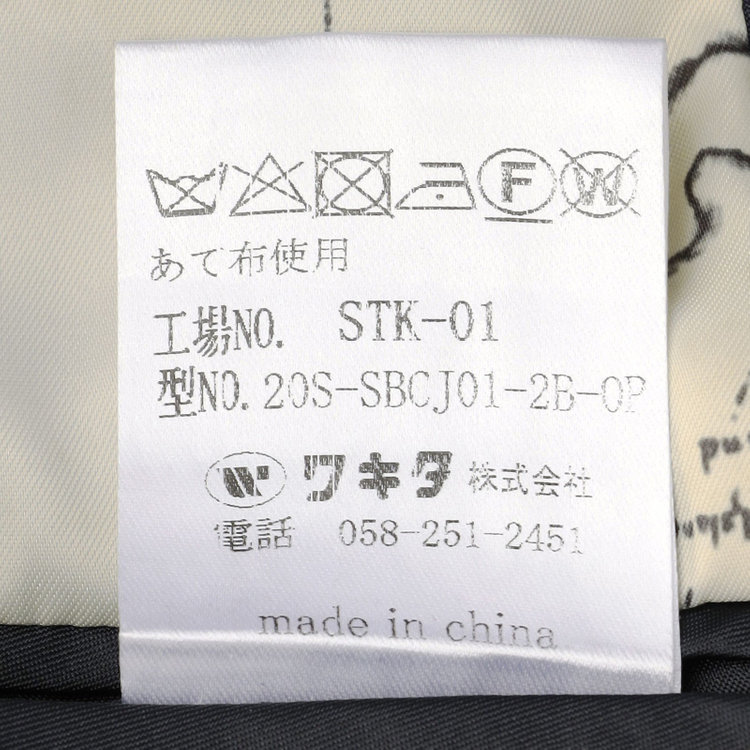 F W
あて布使用
工場NO. STK-01
型NO. 20S-SBCJ01-2B-OP
W ワキタ 株式会社
電話 058-251-2451
made in china